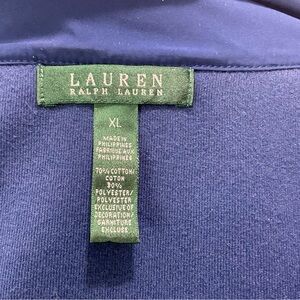 LAUREN
RALPH LAUREN
XL
MADE IN
PHILIPPINES
FABRIQUÉ AUX
PHILIPPINES
70% COTTON/
COTON
30%
POLYESTER/
POLYESTER
EXCLUSIVE OF
DECORATION/
GARNITURE
EXCLUSE